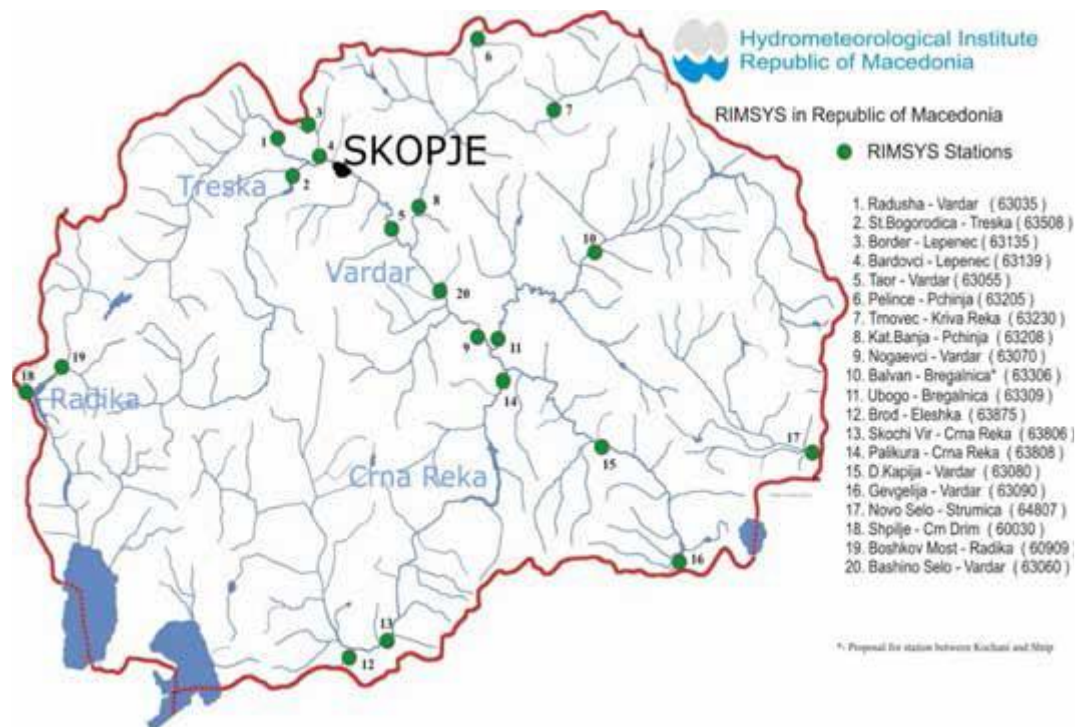 Hydrometeorological Institute
Republic of Macedonia
RIMSYS in Republic of Macedonia
RIMSYS Stations
1. Radusha - Vardar ( 63035 )
2. St.Bogorodica - Treska ( 63508 )
3. Border - Lepenec ( 63135 )
4. Bardovci - Lepenec ( 63139 )
5. Taor - Vardar ( 63055 )
6. Pelince - Pchinja ( 63205 )
7. Trnovec - Kriva Reka ( 63230 )
8. Kat.Banja - Pchinja ( 63208 )
9. Nogaevci - Vardar ( 63070 )
10. Balvan - Bregalnica* ( 63306 )
11. Ubogo - Bregalnica ( 63309 )
12. Brod - Eleshka ( 63875 )
13. Skochi Vir - Crna Reka ( 63806 )
14. Palikura - Crna Reka ( 63808 )
15. D.Kapija - Vardar ( 63080 )
16. Gevgelija - Vardar ( 63090 )
17. Novo Selo - Strumica ( 64807 )
18. Shpilje - Crn Drim ( 60030 )
19. Boshkov Most - Radika ( 60909 )
20. Bashino Selo - Vardar ( 63060 )
*- Proposal for station between Kochani and Shtip
6
7
3
1
4
SKOPJE
Treska
2
8
5
10
Vardar
20
9
11
19
18
Radika
14
17
15
Crna Reka
16
13
12